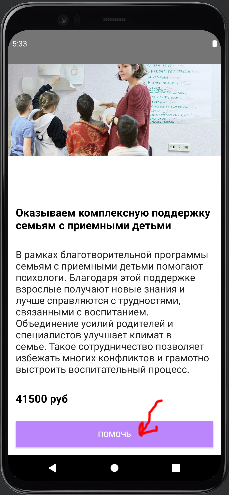 5:33
Оказываем комплексную поддержку
семьям с приемными детьми
В рамках благотворительной программы
семьям с приемными детьми помогают
психологи. Благодаря этой поддержке
взрослые получают новые знания и
лучше справляются с трудностями,
связанными с воспитанием.
Объединение усилий родителей и
специалистов улучшает климат в
семье. Такое сотрудничество позволяет
избежать многих конфликтов и грамотно
выстроить воспитательный процесс.
41500 руб
помочь